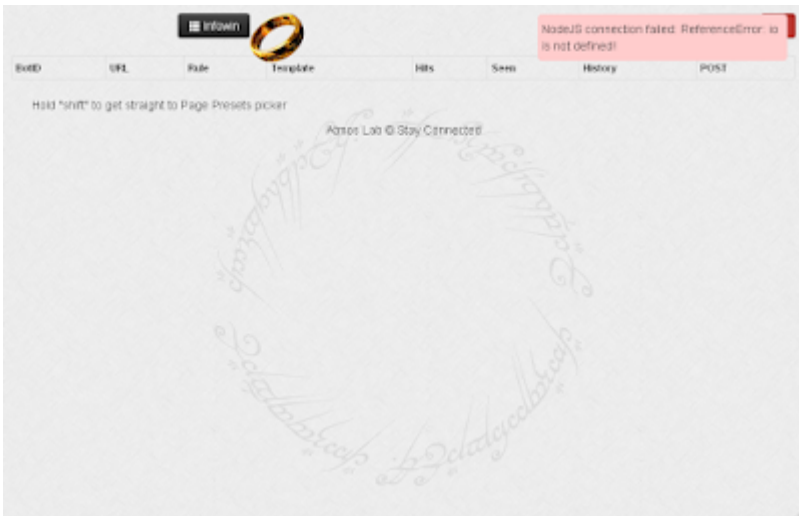 Infowin
NodeJS connection failed: ReferenceError: io
is not defined!
BotID URL Rule Template Hits Seen History POST
Hold "shift" to get straight to Page Presets picker
Atmos Lab © Stay Connected